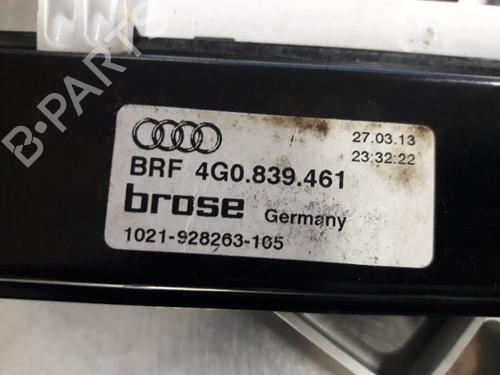 27.03.13
23:32:22
BRF 4G0.839.461
brose Germany
1021-928263-105
B-PARTS